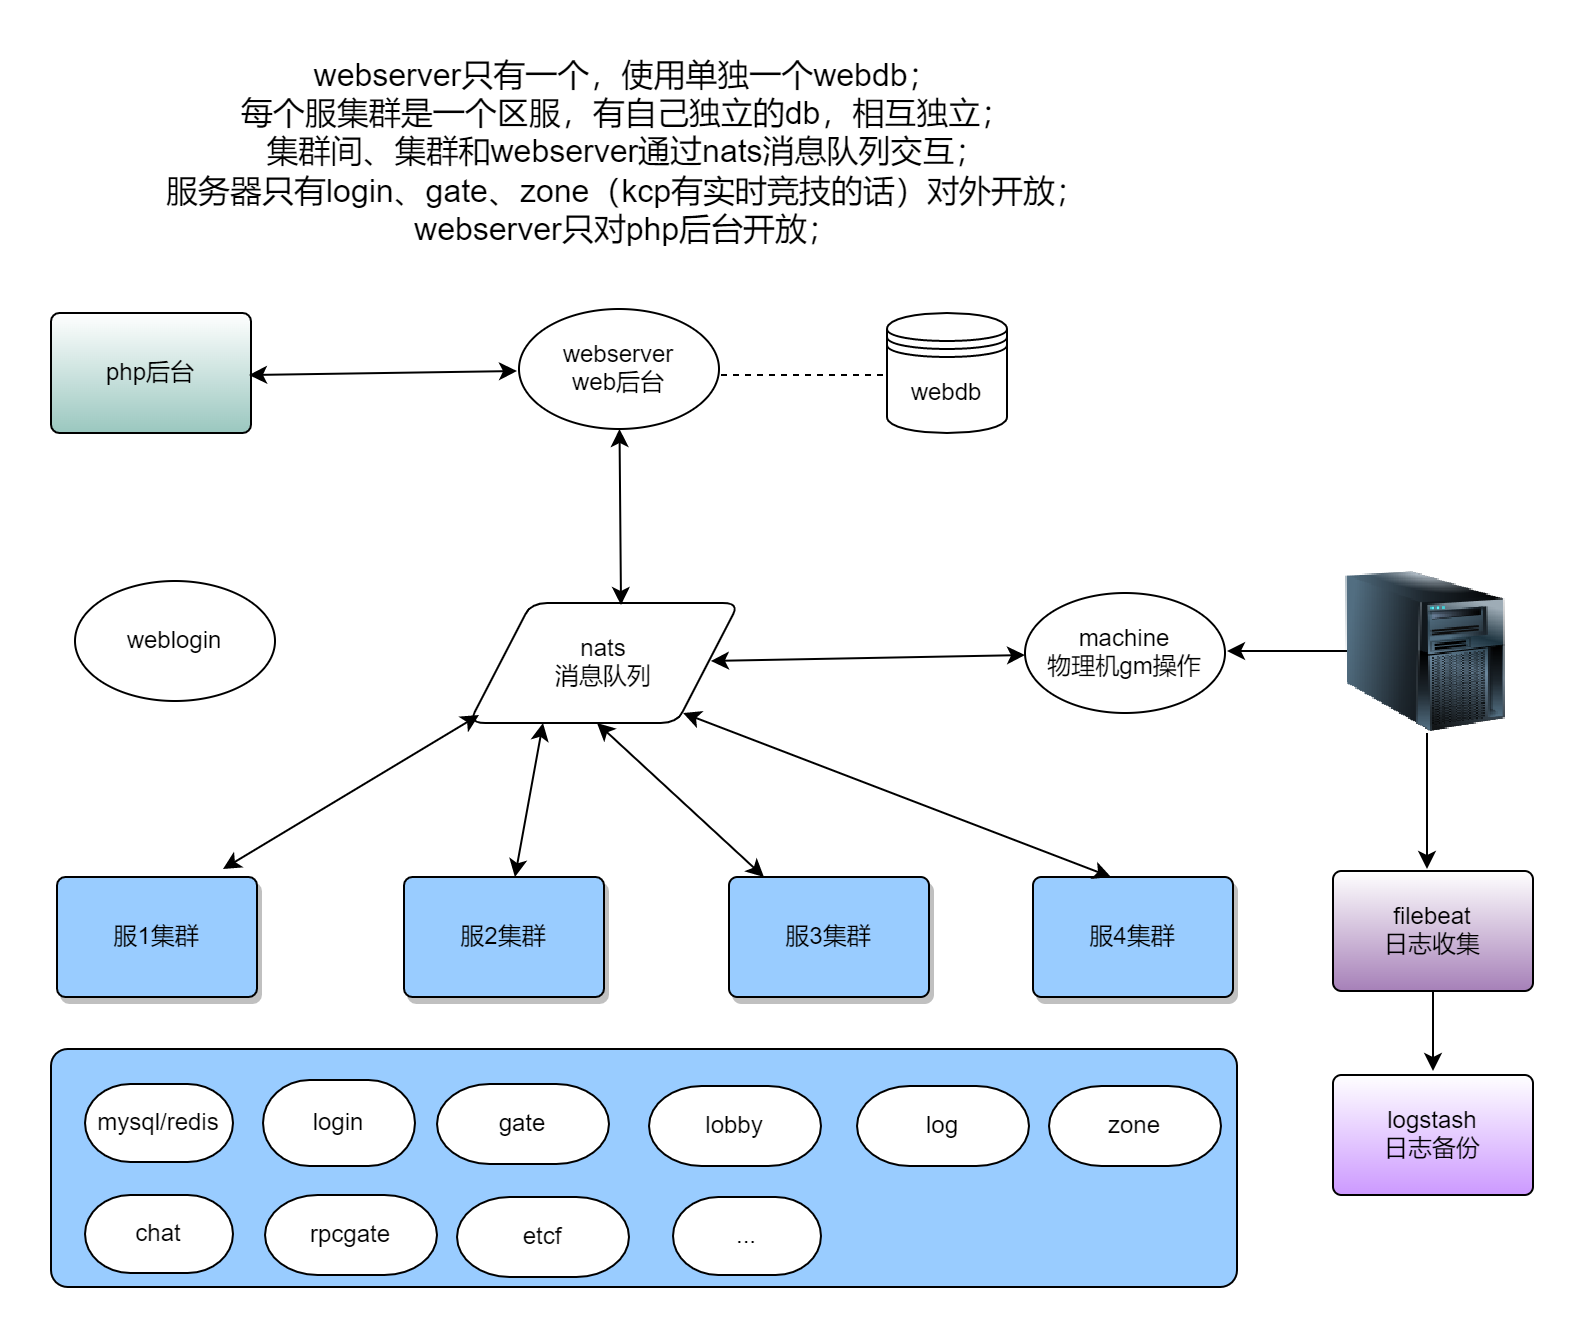 webserver只有一个，使用单独一个webdb；
每个服集群是一个区服，有自己独立的db，相互独立；
集群间、集群和webserver通过nats消息队列交互；
服务器只有login、gate、zone（kcp有实时竞技的话）对外开放；
webserver只对php后台开放；
php后台
webserver
web后台
webdb
weblogin
nats
消息队列
machine
物理机gm操作
服1集群
服2集群
服3集群
服4集群
filebeat
日志收集
mysql/redis
login
gate
lobby
log
zone
logstash
日志备份
chat
rpcgate
etcf
...